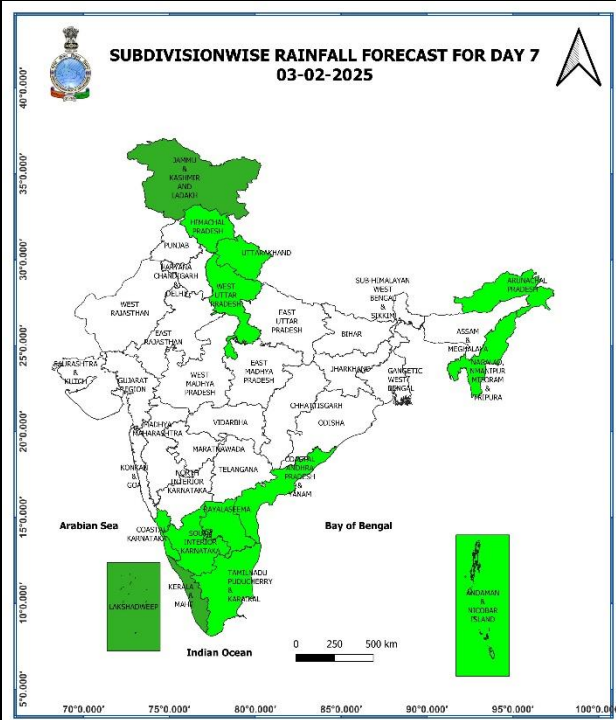 SUBDIVISIONWISE RAINFALL FORECAST FOR DAY 7
03-02-2025
40°0.000'
35°0.000'
30°0.000'
25°0.000'
20°0.000'
15°0.000'
10°0.000'
5°0.000'
JAMMU
&
KASHMIR
AND
LADAKH
HIMACHAL
PRADESH
PUNJAB
UTTARAKHAND
HARYANA
CHANDIGARH
&
DELHI
WEST
UTTAR
PRADESH
WEST
RAJASTHAN
EAST
RAJASTHAN
EAST
UTTAR
PRADESH
SUB-HIMALAYAN
WEST
BENGAL
&
SIKKIM
ARUNACHAL
PRADESH
ASSAM
&
MEGHALAYA
BIHAR
MIZORAM
&
TRIPURA
SAURASHTRA
&
KUTCH
GUJARAT
REGION
WEST
MADHYA
PRADESH
EAST
MADHYA
PRADESH
JHARKHAND
GANGETIC
WEST
BENGAL
CHHATTISGARH
ODISHA
MADHYA
MAHARASHTRA
VIDARBHA
MARATHAWADA
TELANGANA
KONKAN
&
GOA
NORTH
INTERIOR
KARNATAKA
COASTAL
ANDHRA
PRADESH
&
YANAM
RAYALASEEMA
Arabian Sea
Bay of Bengal
COASTAL
KARNATAKA
SOUTH
INTERIOR
KARNATAKA
TAMILNADU
PUDUCHERRY
&
KARAIKAL
KERALA
&
MAHE
LAKSHADWEEP
ANDAMAN
&
NICOBAR
ISLAND
Indian Ocean
0 250 500 km
70°0.000' 75°0.000' 80°0.000' 85°0.000' 90°0.000' 95°0.000' 100°0.000'